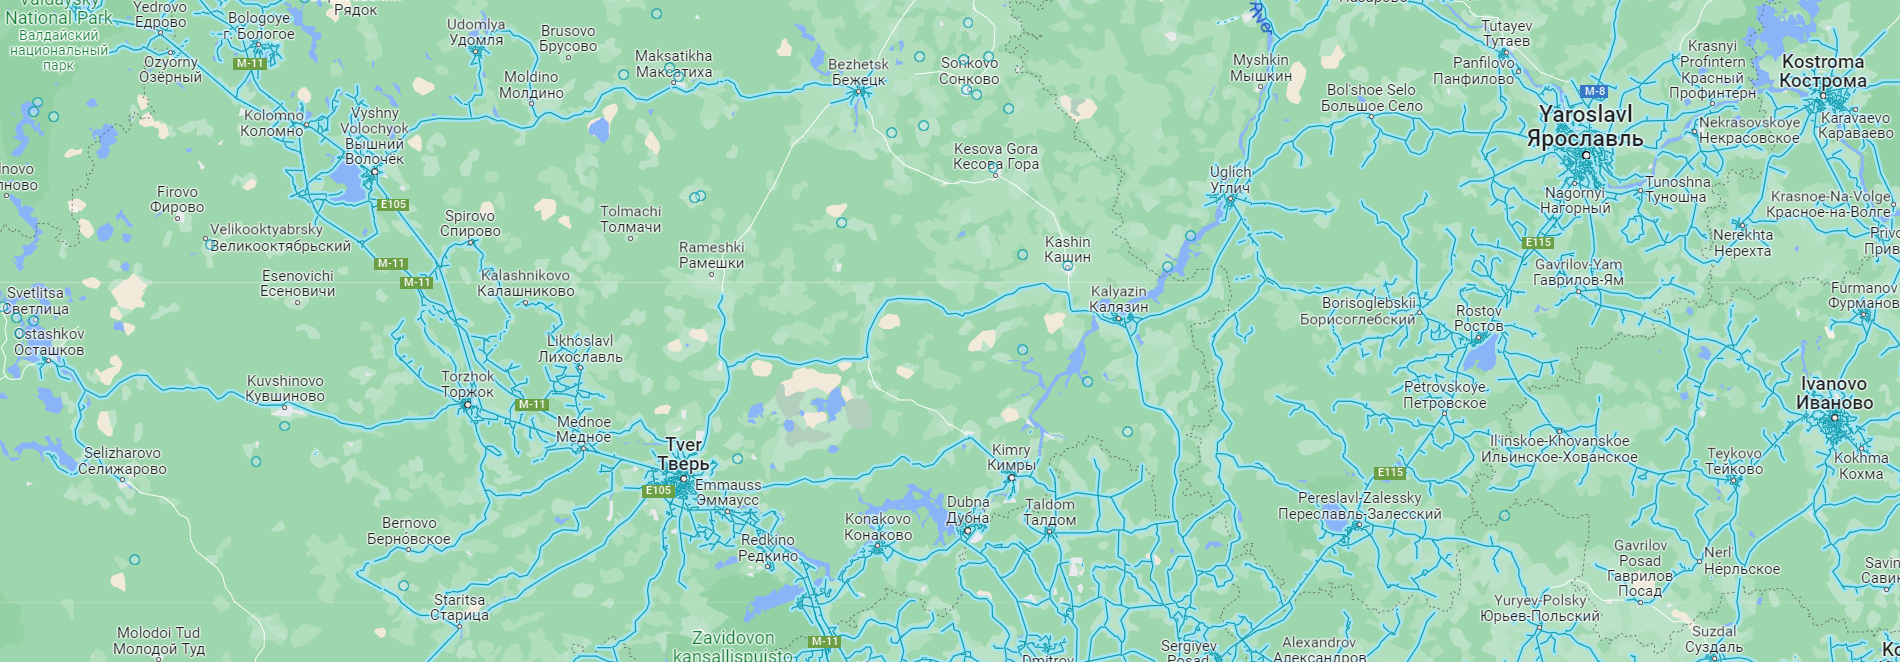 Valdaysky
National Park
Валдайский
национальный
парк
Yedrovo
Едрово
Bologoye
г. Бологое
Рядок
Udomlya
Удомля
Brusovo
Брусово
M-11
Ozyorny
Озёрный
Moldino
Молдино
Maksatikha
Максатиха
Bezhetsk
Бежецк
Sonkovo
Сонково
River
Myshkin
Мышкин
Bol'shoe Selo
Большое Село
Tutayev
Тутаев
Panfilovo
Панфилово
Krasnyi
Profintern
Красный
Профинтерн
Kostroma
Кострома
M-8
Yaroslavl
Ярославль
Karavaevo
Караваево
Nekrasovskoye
Некрасовское
Kolomno
Коломно
Vyshny
Volochyok
Вышний
Волочёк
Kesova Gora
Кесова Гора
Uglich
Углич
Nagornyi
Нагорный
Tunoshna
Туношна
Krasnoe-Na-Volge
Красное-на-Волге
Firovo
Фирово
E105
Spirovo
Спирово
Tolmachi
Толмачи
Velikooktyabrsky
Великооктябрьский
Rameshki
Рамешки
Kashin
Кашин
E115
Nerekhta
Нерехта
M-11
M-11
Esenovichi
Есеновичи
Kalashnikovo
Калашниково
Kalyazin
Калязин
Gavrilov-Yam
Гаврилов-Ям
Svetlitsa
Светлица
Borisoglebskii
Борисоглебский
Rostov
Ростов
Furmanov
Фурманов
Ostashkov
Осташков
Likhoslavl
Лихославль
Kuvshinovo
Кувшиново
Torzhok
Торжок
M-11
Petrovskoye
Петровское
Ivanovo
Иваново
Mednoe
Медное
Tver
Тверь
Selizharovo
Селижарово
Kimry
Кимры
Il'inskoe-Khovanskoe
Ильинское-Хованское
Teykovo
Тейково
Kokhma
Кохма
E115
E105
Emmauss
Эммаусс
Dubna
Дубна
Taldom
Талдом
Pereslavl-Zalessky
Переславль-Залесский
Bernovo
Берновское
Konakovo
Конаково
Redkino
Редкино
Gavrilov
Posad
Гаврилов
Посад
Nerl'
Нерльское
Staritsa
Старица
Yuryev-Polsky
Юрьев-Польский
Molodoi Tud
Молодой Туд
Zavidovon
kansallispuisto
M-11
Dmitrov
Sergiyev
Posad
Alexandrov
Александров
Suzdal
Суздаль